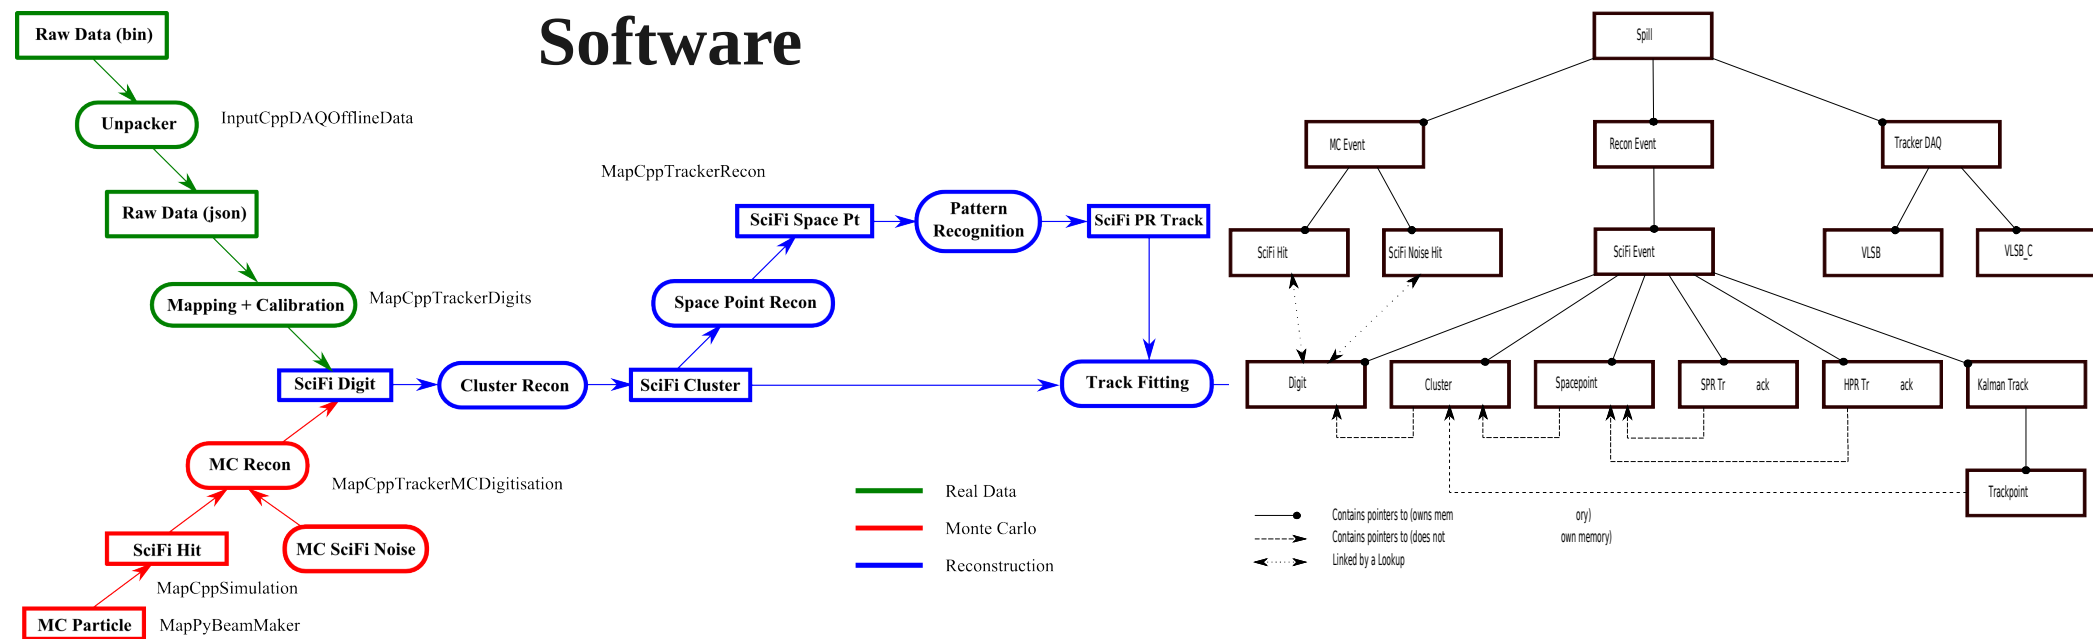 Software
Raw Data (bin)
Unpacker
InputCppDAQOfflineData
Raw Data (json)
Mapping + Calibration
MapCppTrackerDigits
SciFi Digit
Cluster Recon
SciFi Cluster
MapCppTrackerRecon
SciFi Space Pt
Pattern
Recognition
SciFi PR Track
Space Point Recon
Track Fitting
MC Recon
MapCppTrackerMCDigitisation
SciFi Hit
MC SciFi Noise
MapCppSimulation
MC Particle
MapPyBeamMaker
Real Data
Monte Carlo
Reconstruction
Spill
MC Event
Recon Event
Tracker DAQ
SciFi Hit
SciFi Noise Hit
SciFi Event
VLSB
VLSB_C
Digit
Cluster
Spacepoint
SPR Tr ack
HPR Tr ack
Kalman Track
Trackpoint
Contains pointers to (owns mem ory)
Contains pointers to (does not own memory)
Linked by a Lookup